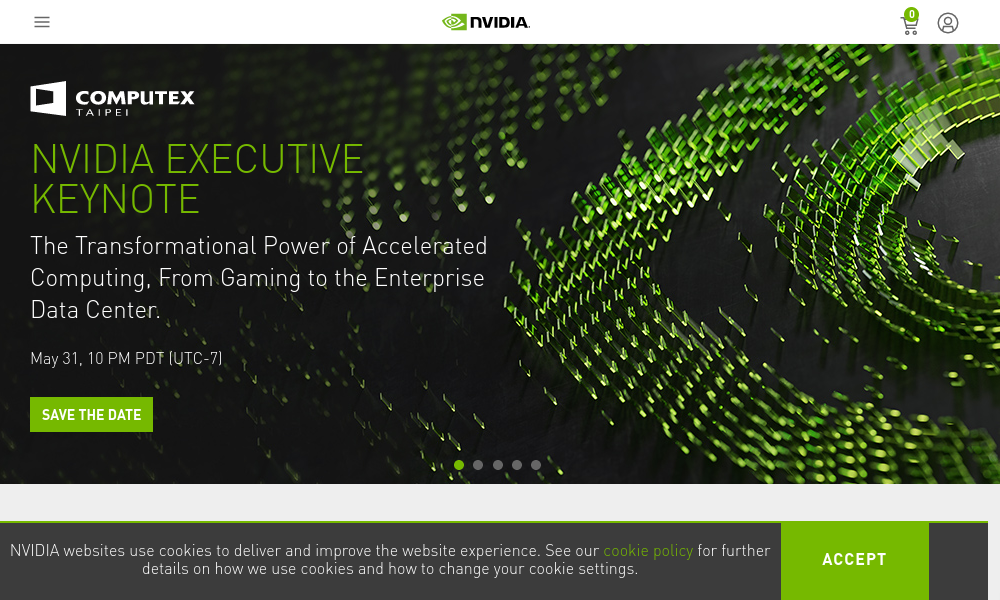 0
NVIDIA.
COMPUTEX
TAIPEI
NVIDIA EXECUTIVE
KEYNOTE
The Transformational Power of Accelerated
Computing, From Gaming to the Enterprise
Data Center.
May 31, 10 PM PDT (UTC-7)
SAVE THE DATE
NVIDIA websites use cookies to deliver and improve the website experience. See our cookie policy for further
details on how we use cookies and how to change your cookie settings.
ACCEPT